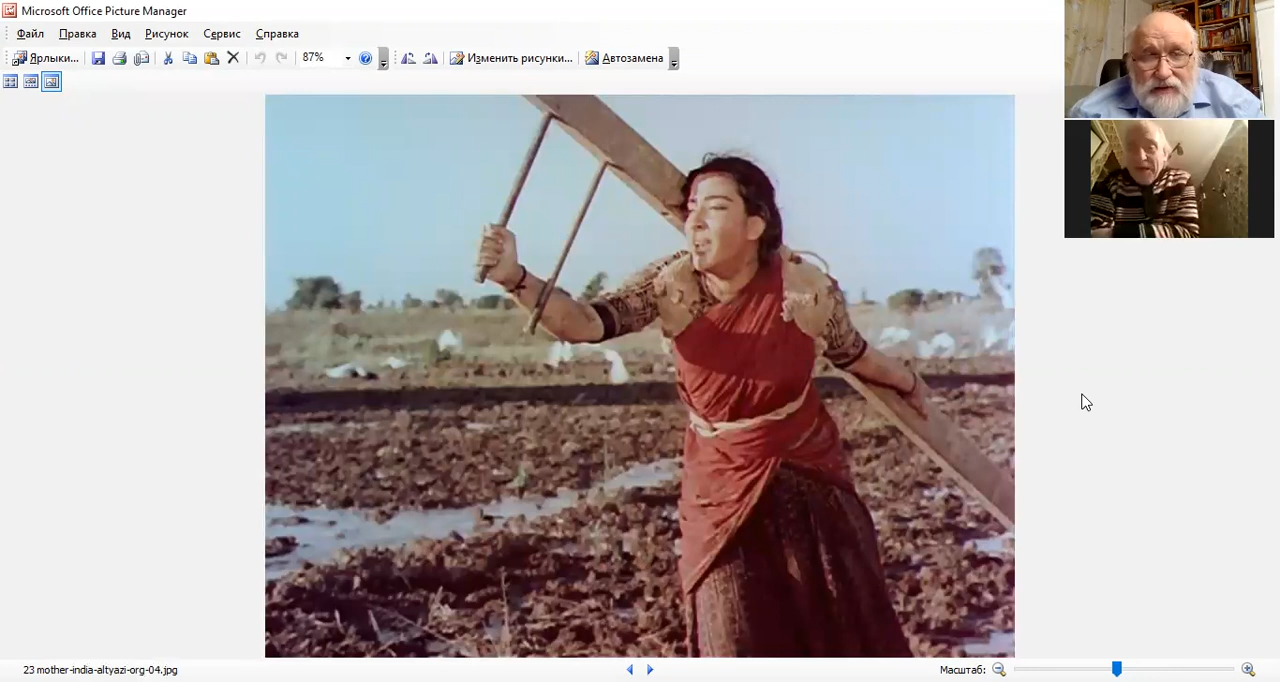 Microsoft Office Picture Manager
Файл Правка Вид Рисунок Сервис Справка
Ярлыки... 87% Изменить рисунки... Автозамена
23 mother-india-altyazi-org-04.jpg Масштаб: